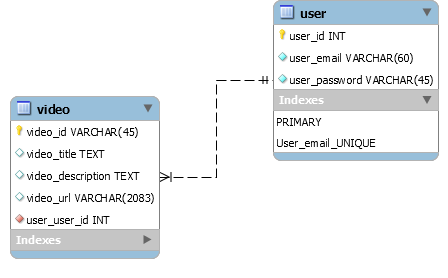 user
user_id INT
user_email VARCHAR(60)
user_password VARCHAR(45)
Indexes
PRIMARY
User_email_UNIQUE
video
video_id VARCHAR(45)
video_title TEXT
video_description TEXT
video_url VARCHAR(2083)
user_user_id INT
Indexes